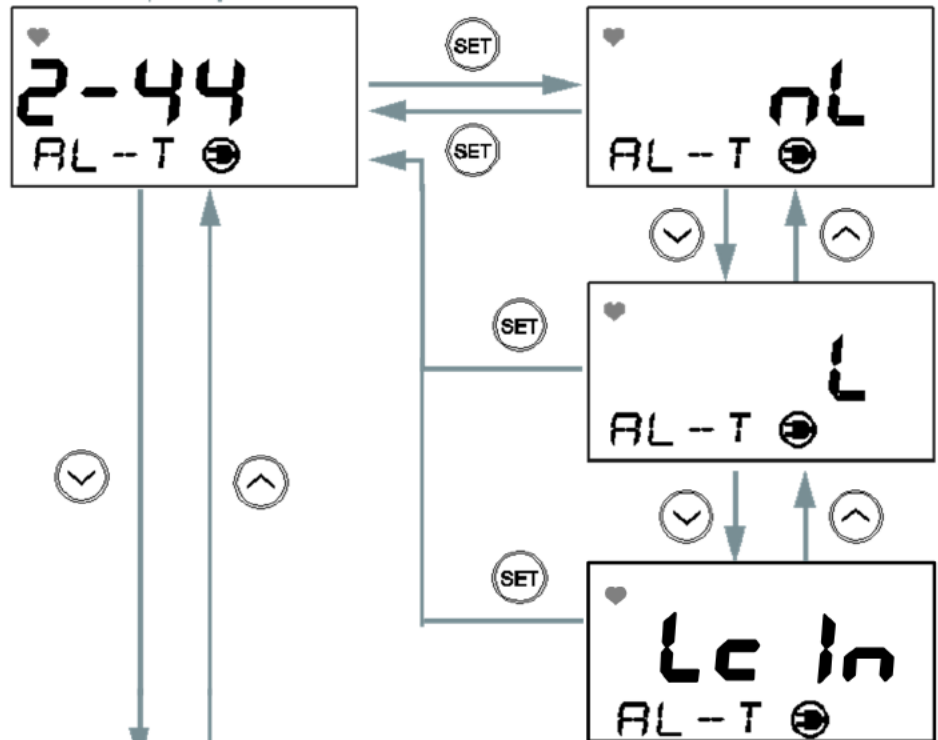 SET
2-44
AL--T
nL
AL--T
SET
SET
L
AL--T
SET
Lc In
AL--T